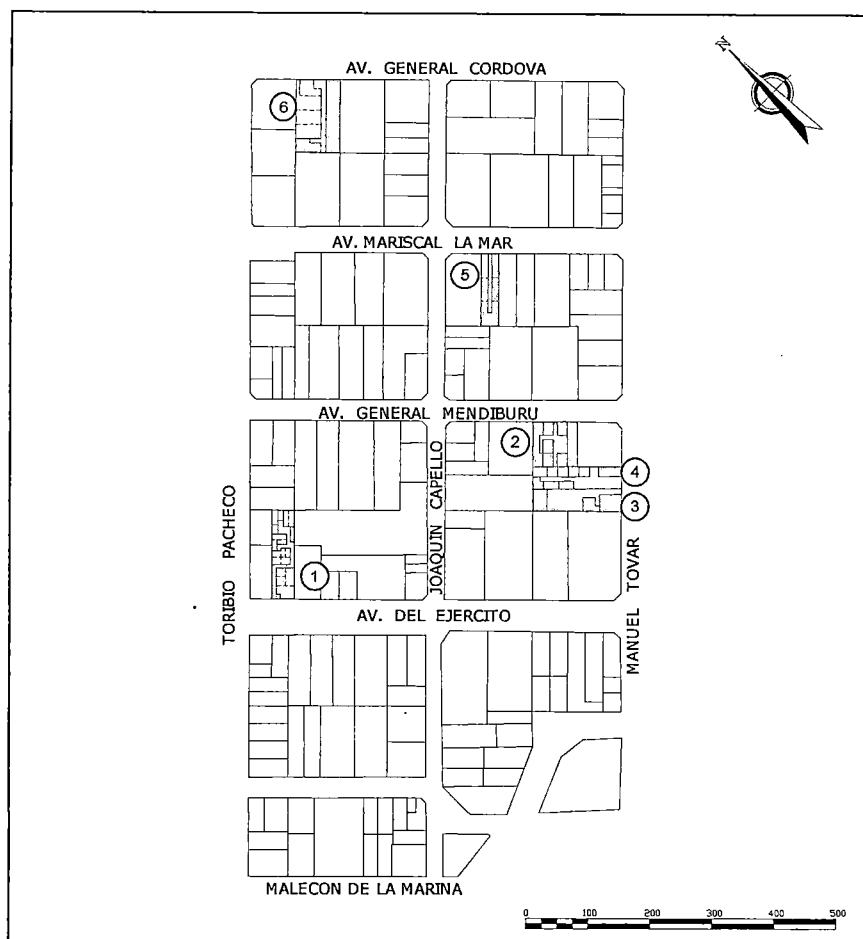 N
AV. GENERAL CORDOVA
6
AV. MARISCAL LA MAR
5
AV. GENERAL MENDIBURU
2
4
3
1
TORIBIO PACHECO
JOAQUIN CAPELLO
MANUEL TOVAR
AV. DEL EJERCITO
MALECON DE LA MARINA
0 100 200 300 400 500